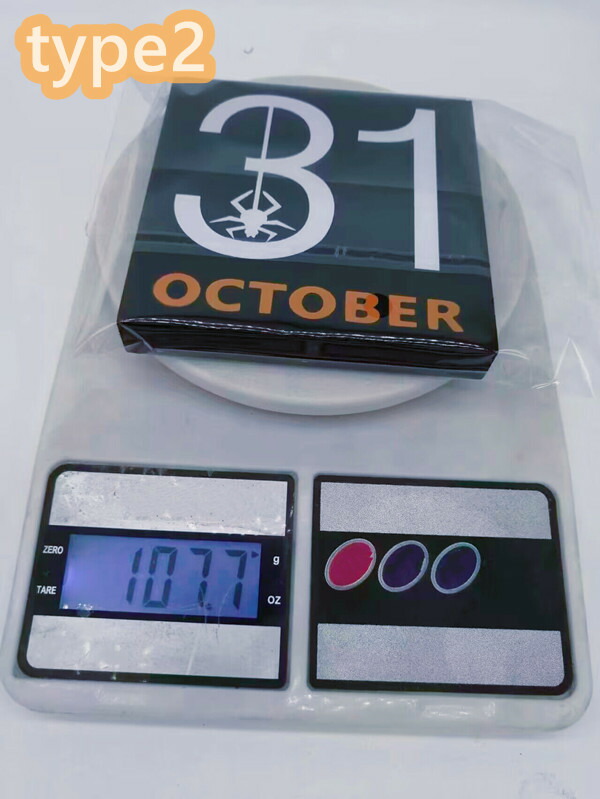 type2
31
OCTOBER
ZERO
107.7
g
TARE
OZ